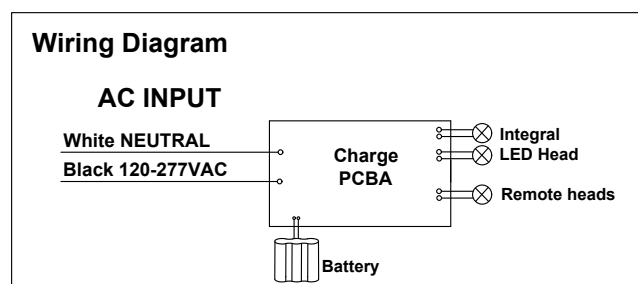 Wiring Diagram
AC INPUT
White NEUTRAL
Black 120-277VAC
Charge
PCBA
Integral
LED Head
Remote heads
Battery